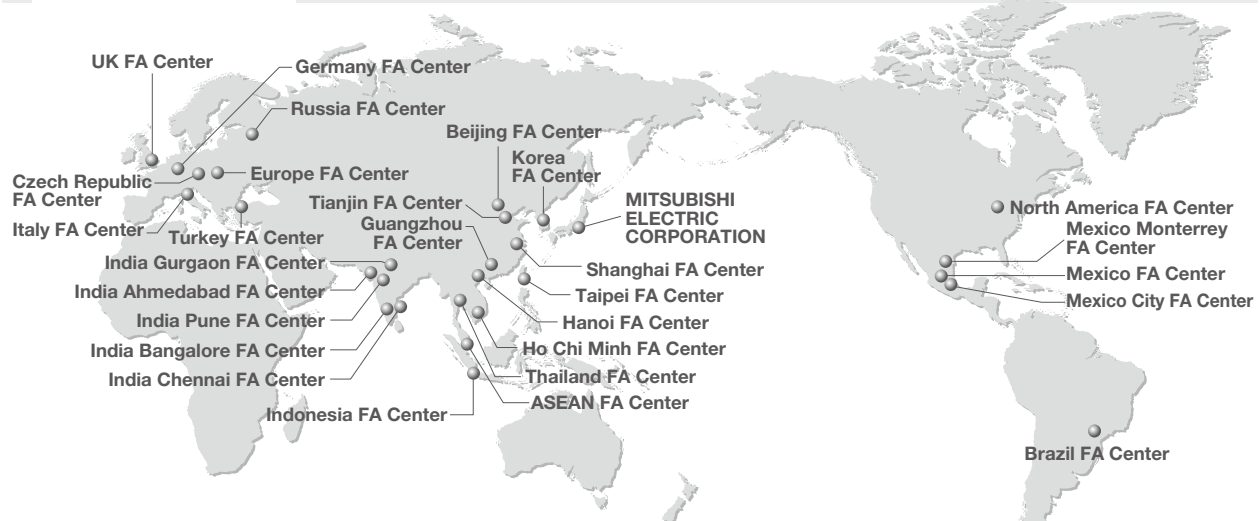 UK FA Center
Germany FA Center
Russia FA Center
Beijing FA Center
Korea
FA Center
Czech Republic
FA Center
Europe FA Center
Tianjin FA Center
MITSUBISHI
ELECTRIC
CORPORATION
Italy FA Center
Turkey FA Center
Guangzhou
FA Center
North America FA Center
Mexico Monterrey
FA Center
India Gurgaon FA Center
Shanghai FA Center
Mexico FA Center
India Ahmedabad FA Center
Taipei FA Center
Mexico City FA Center
India Pune FA Center
Hanoi FA Center
India Bangalore FA Center
Ho Chi Minh FA Center
India Chennai FA Center
Thailand FA Center
ASEAN FA Center
Indonesia FA Center
Brazil FA Center